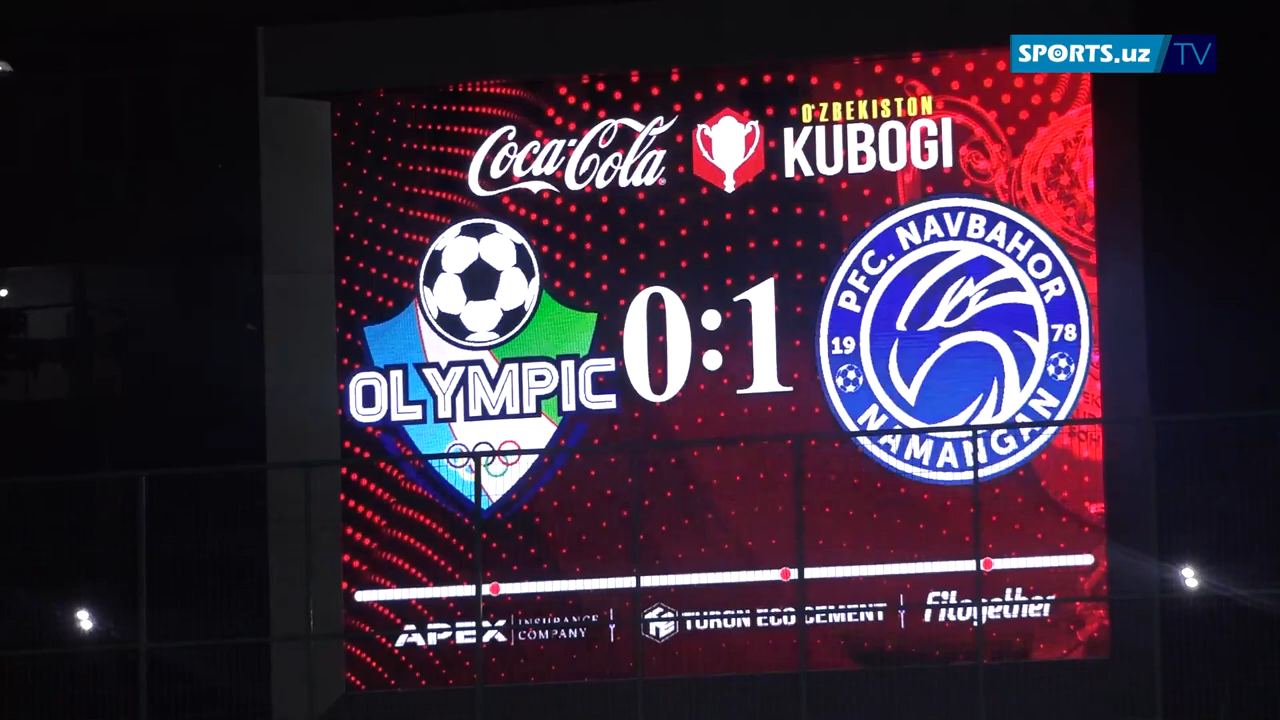 SPORTS.uz TV
Coca-Cola
O'ZBEKISTON
KUBOGI
OLYMPIC
0:1
PFC. NAVBAHOR
19 78
NAMANGAN
APEX INSURANCE COMPANY
TURON ECO CEMENT
Fitogether